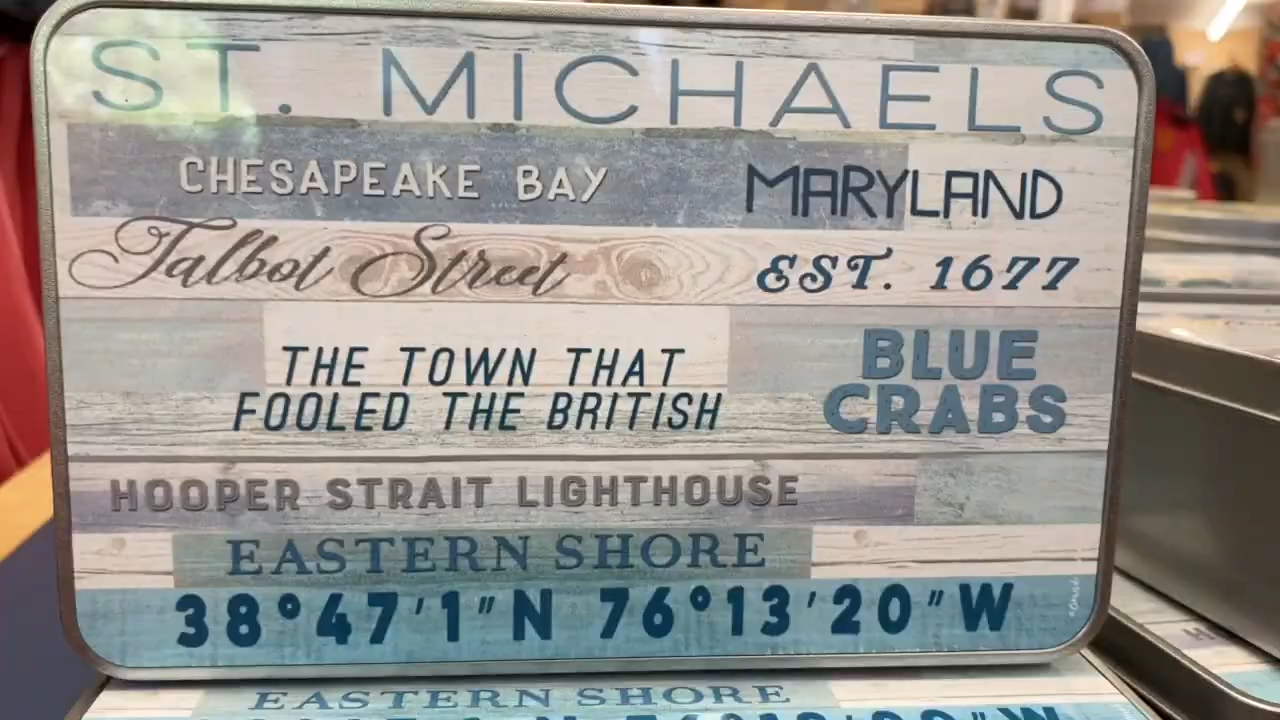 ST. MICHAELS
CHESAPEAKE BAY MARYLAND
Talbot Street EST. 1677
THE TOWN THAT
FOOLED THE BRITISH
BLUE
CRABS
HOOPER STRAIT LIGHTHOUSE
EASTERN SHORE
38°47'1"N 76°13'20"W
EASTERN SHORE